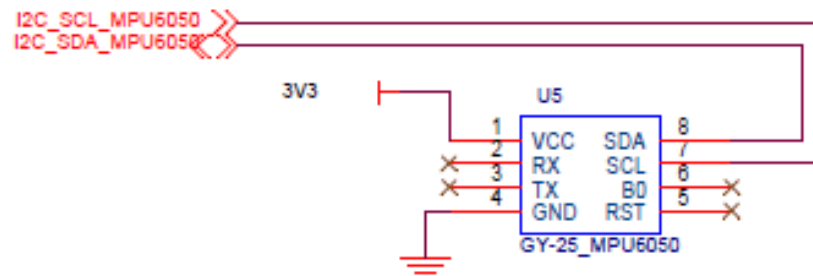 I2C_SCL_MPU6050
I2C_SDA_MPU6050
3V3
U5
1 VCC SDA 8
2 RX SCL 7
3 TX B0 6
4 GND RST 5
GY-25_MPU6050